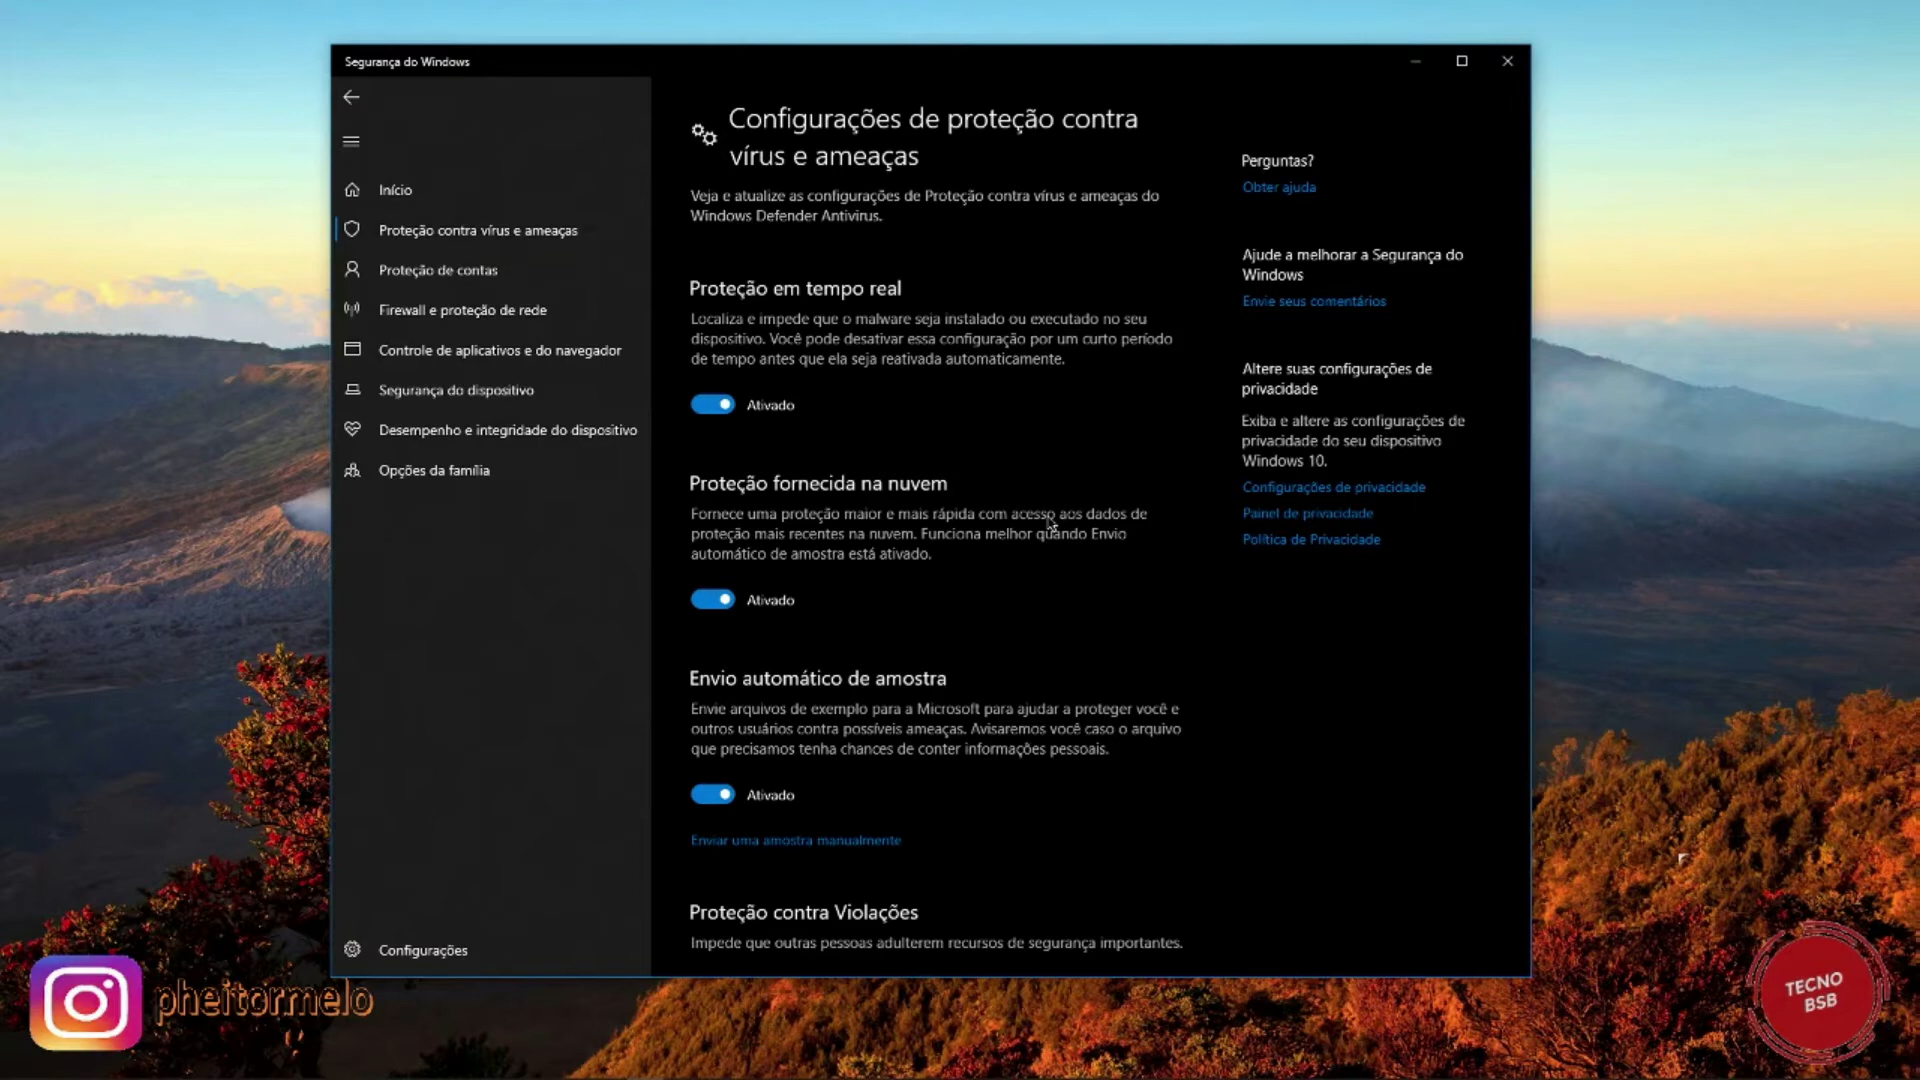 Segurança do Windows
Início
Proteção contra vírus e ameaças
Proteção de contas
Firewall e proteção de rede
Controle de aplicativos e do navegador
Segurança do dispositivo
Desempenho e integridade do dispositivo
Opções da família
Configurações
Configurações de proteção contra
vírus e ameaças
Veja e atualize as configurações de Proteção contra vírus e ameaças do
Windows Defender Antivirus.
Proteção em tempo real
Localiza e impede que o malware seja instalado ou executado no seu
dispositivo. Você pode desativar essa configuração por um curto período
de tempo antes que ela seja reativada automaticamente.
Ativado
Proteção fornecida na nuvem
Fornece uma proteção maior e mais rápida com acesso aos dados de
proteção mais recentes na nuvem. Funciona melhor quando Envio
automático de amostra está ativado.
Ativado
Envio automático de amostra
Envie arquivos de exemplo para a Microsoft para ajudar a proteger você e
outros usuários contra possíveis ameaças. Avisaremos você caso o arquivo
que precisamos tenha chances de conter informações pessoais.
Ativado
Enviar uma amostra manualmente
Proteção contra Violações
Impede que outras pessoas adulterem recursos de segurança importantes.
Perguntas?
Obter ajuda
Ajude a melhorar a Segurança do
Windows
Envie seus comentários
Altere suas configurações de
privacidade
Exiba e altere as configurações de
privacidade do seu dispositivo
Windows 10.
Configurações de privacidade
Painel de privacidade
Política de Privacidade
pheitormelo
TECNO
BSB